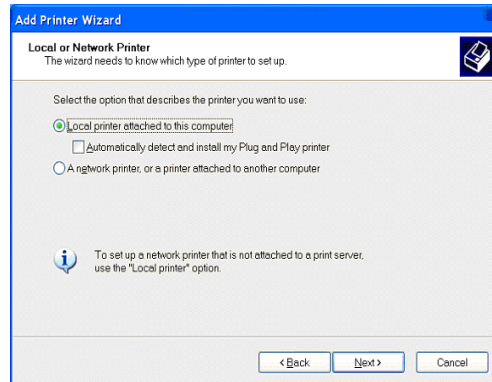 Add Printer Wizard
Local or Network Printer
The wizard needs to know which type of printer to set up.
Select the option that describes the printer you want to use:
Local printer attached to this computer
Automatically detect and install my Plug and Play printer
A network printer, or a printer attached to another computer
To set up a network printer that is not attached to a print server,
use the "Local printer" option.
< Back
Next >
Cancel